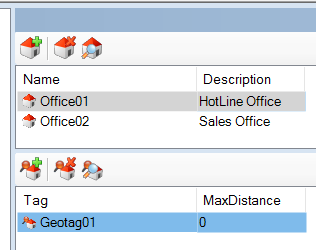 Name Description
Office01 HotLine Office
Office02 Sales Office
Tag MaxDistance
Geotag01 0